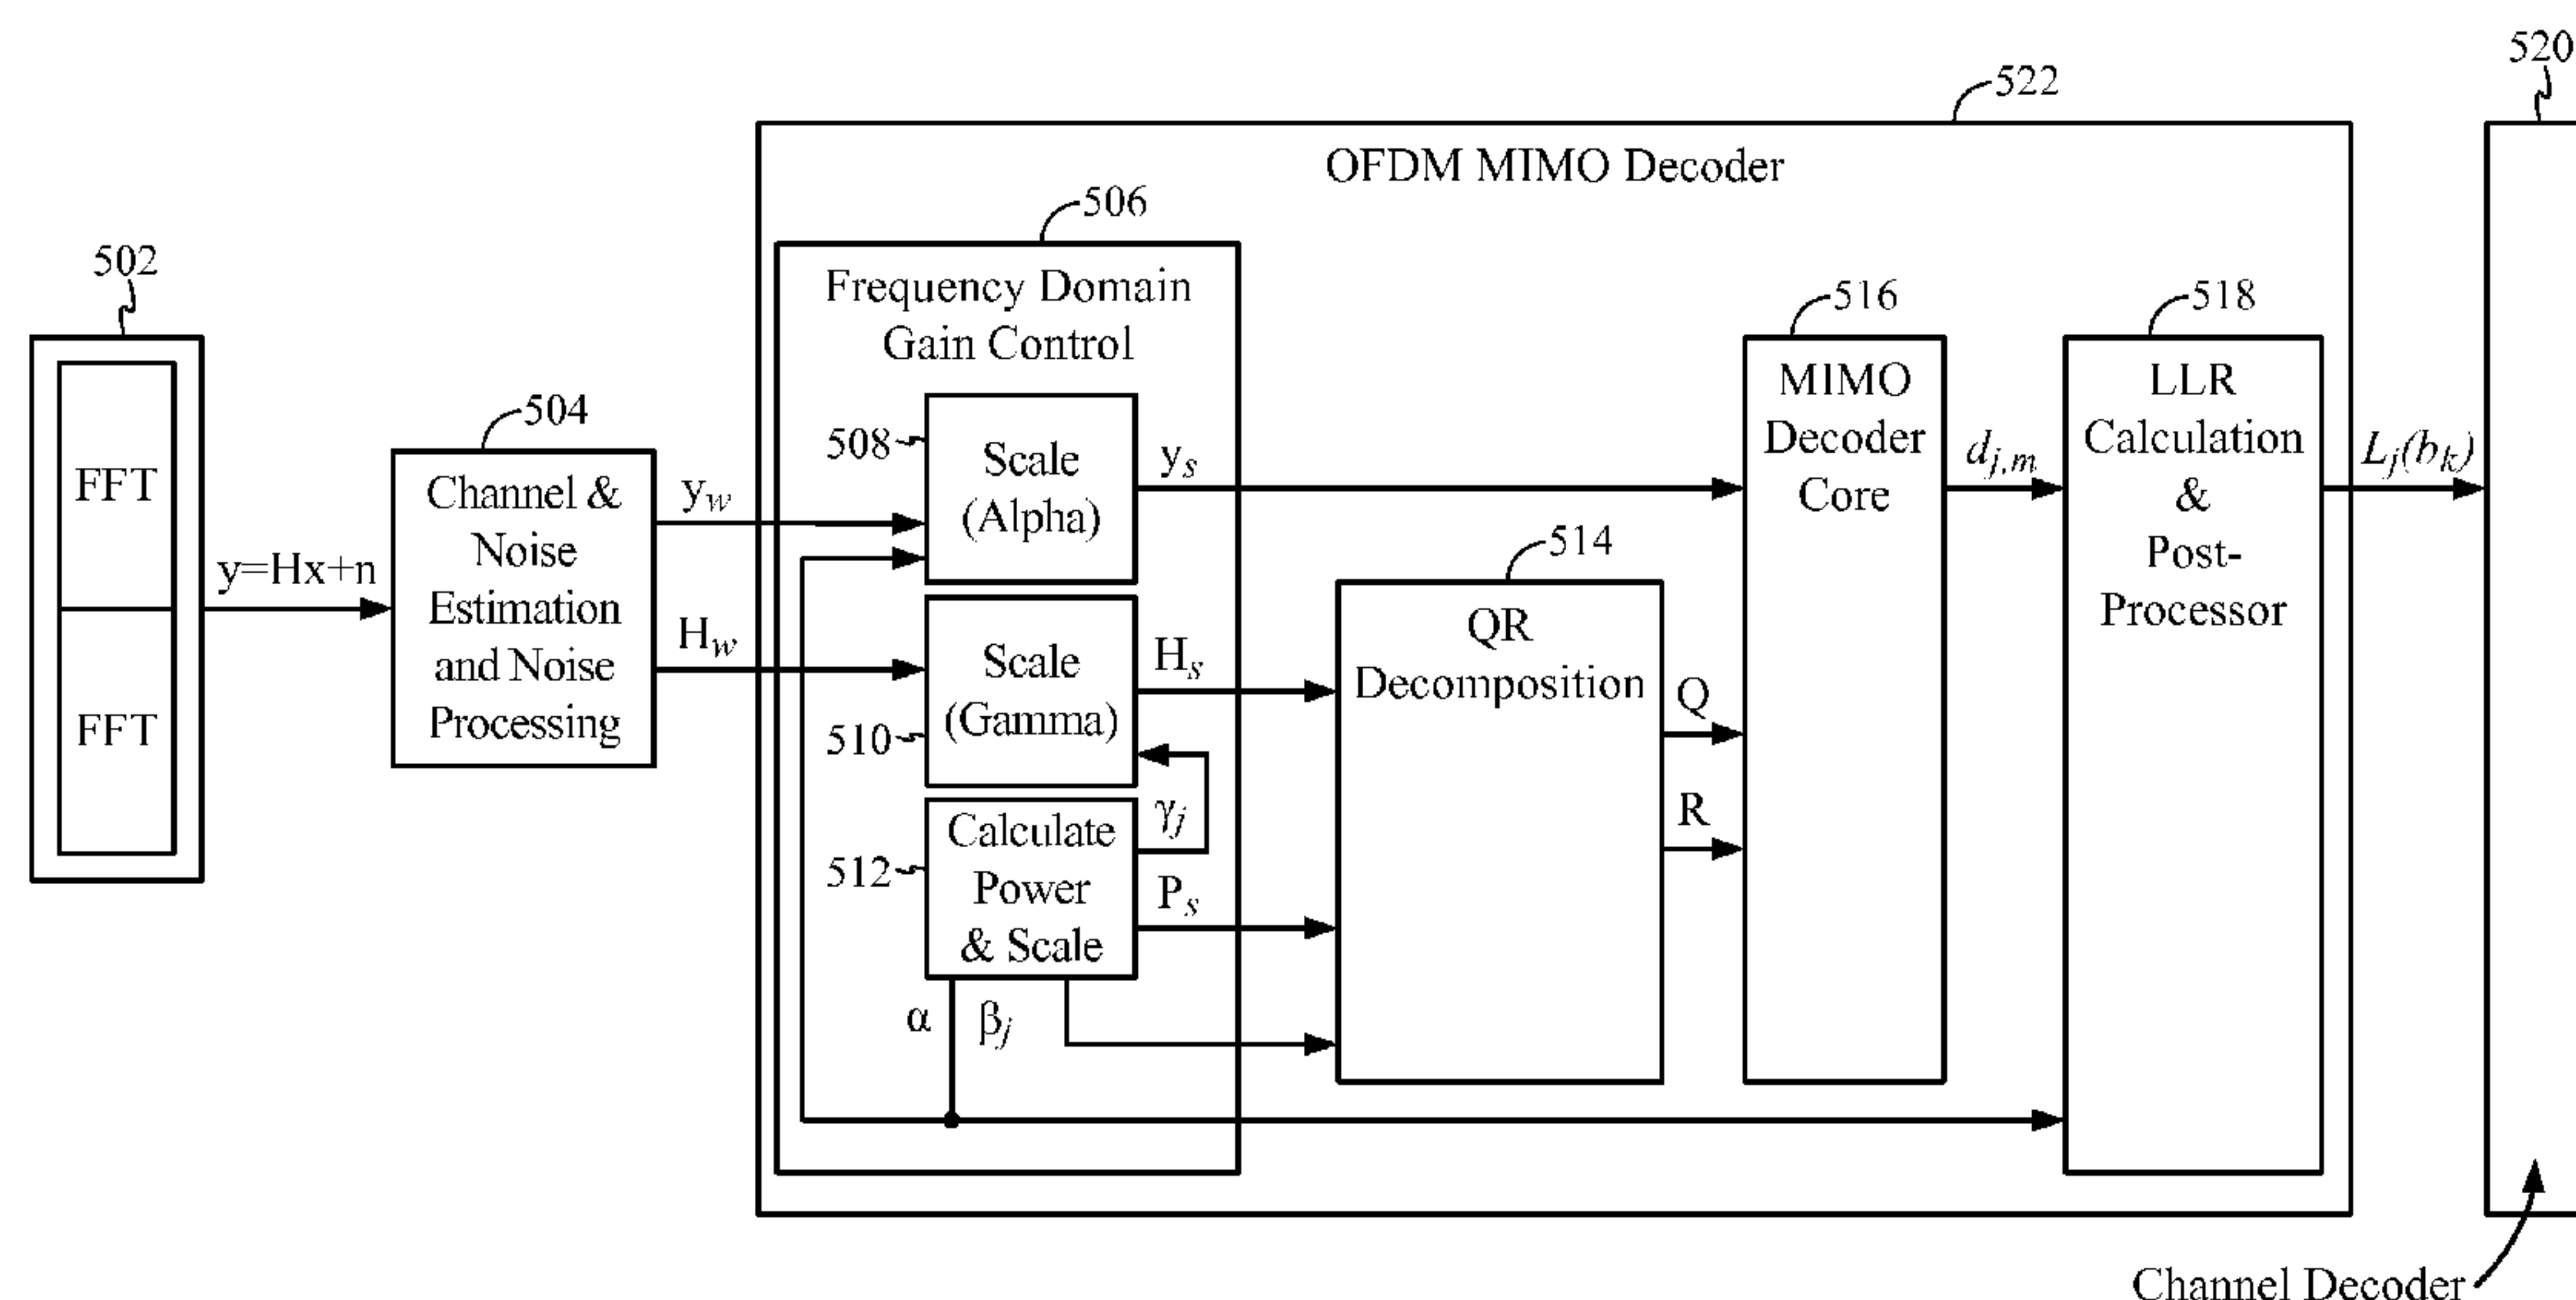 520
522
OFDM MIMO Decoder
506
502
Frequency Domain
Gain Control
516
518
504
508
Scale
(Alpha)
MIMO
Decoder
Core
LLR
Calculation
&
Post-
Processor
FFT
FFT
y=Hx+n
Channel &
Noise
Estimation
and Noise
Processing
yw
Hw
ys
dj,m
Lj(bk)
514
QR
Decomposition
510
Scale
(Gamma)
Hs
Q
R
γj
512
Calculate
Power
& Scale
Ps
α
βj
Channel Decoder